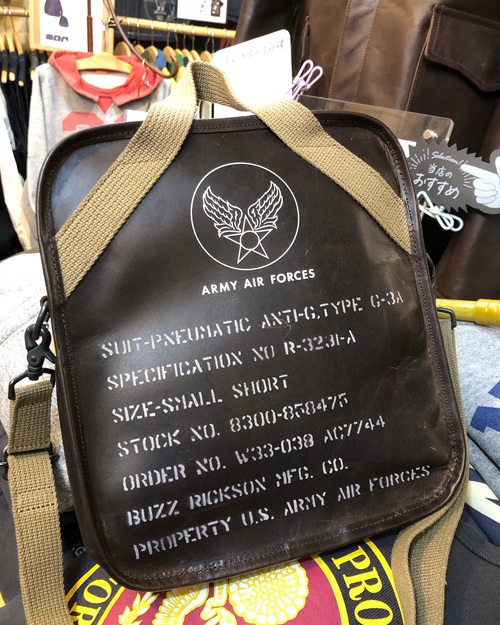 ARMY AIR FORCES
SUIT-PNEUMATIC ANTI-G,TYPE G-3A
SPECIFICATION NO R-3231-A
SIZE-SMALL SHORT
STOCK NO. 8300-858475
ORDER NO. W33-038 AC7744
BUZZ RICKSON MFG. CO.
PROPERTY U.S. ARMY AIR FORCES
Selection!
当店の
おすすめ
PRO